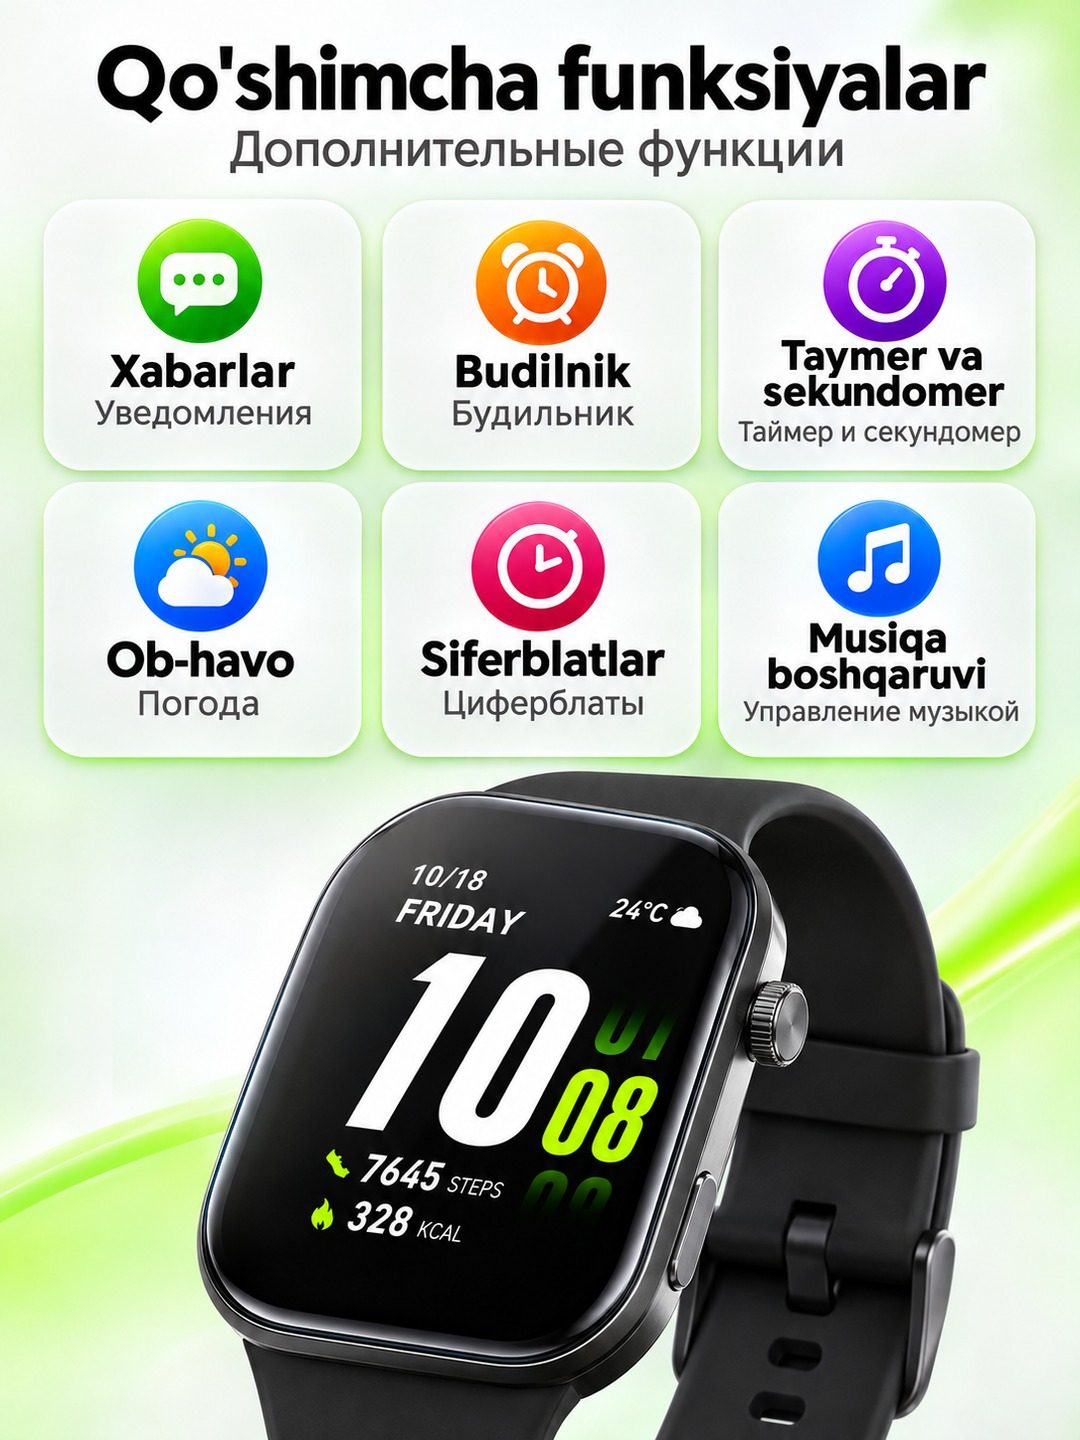 Qo'shimcha funksiyalar
Дополнительные функции
Xabarlar
Уведомления
Budilnik
Будильник
Taymer va
sekundomer
Таймер и секундомер
Ob-havo
Погода
Siferblatlar
Циферблаты
Musiqa
boshqaruvi
Управление музыкой
10/18
FRIDAY
24°C
10
08
7645 STEPS
328 KCAL